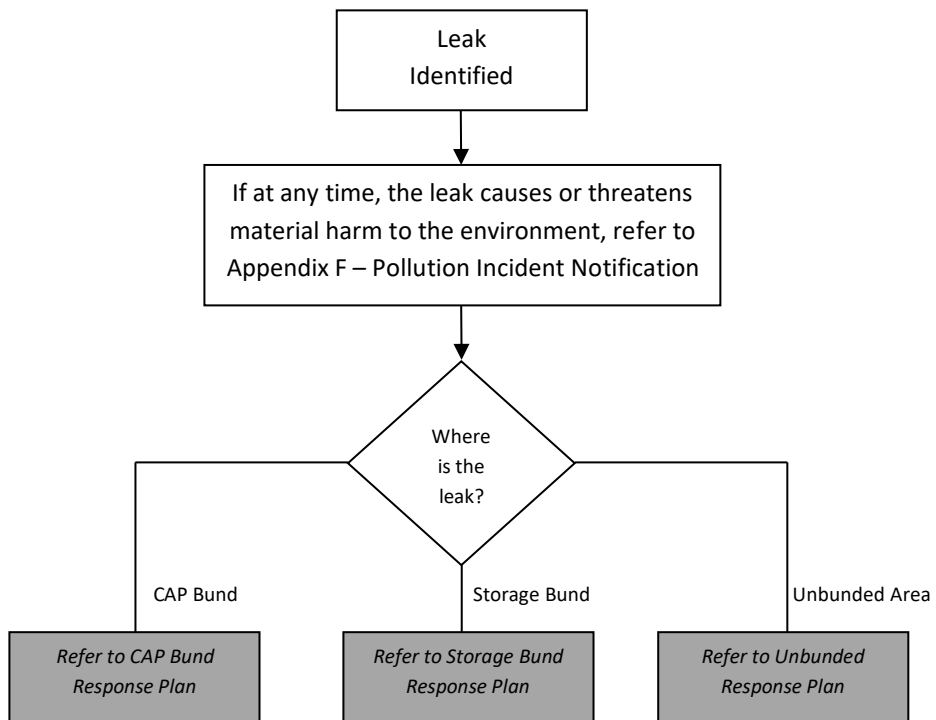 Leak
Identified
If at any time, the leak causes or threatens
material harm to the environment, refer to
Appendix F – Pollution Incident Notification
Where
is the
leak?
CAP Bund
Storage Bund
Unbunded Area
Refer to CAP Bund
Response Plan
Refer to Storage Bund
Response Plan
Refer to Unbunded
Response Plan